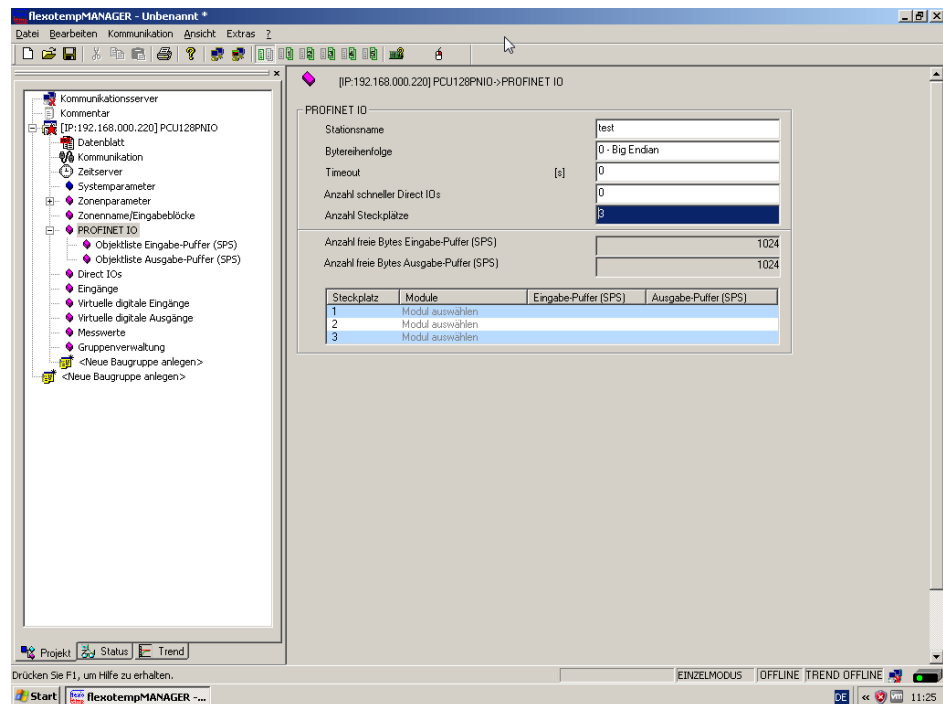 flexotempMANAGER - Unbenannt *
Datei Bearbeiten Kommunikation Ansicht Extras ?
Kommunikationsserver
Kommentar
[IP:192.168.000.220] PCU128PNIO
Datenblatt
Kommunikation
Zeitserver
Systemparameter
Zonenparameter
Zonenname/Eingabeblöcke
PROFINET IO
Objektliste Eingabe-Puffer (SPS)
Objektliste Ausgabe-Puffer (SPS)
Direct IOs
Eingänge
Virtuelle digitale Eingänge
Virtuelle digitale Ausgänge
Messwerte
Gruppenverwaltung
<Neue Baugruppe anlegen>
<Neue Baugruppe anlegen>
Projekt Status Trend
[IP:192.168.000.220] PCU128PNIO->PROFINET IO
PROFINET IO
Stationsname test
Bytereihenfolge 0 - Big Endian
Timeout [s] 0
Anzahl schneller Direct IOs 0
Anzahl Steckplätze 3
Anzahl freie Bytes Eingabe-Puffer (SPS) 1024
Anzahl freie Bytes Ausgabe-Puffer (SPS) 1024
Steckplatz Module Eingabe-Puffer (SPS) Ausgabe-Puffer (SPS)
1 Modul auswählen
2 Modul auswählen
3 Modul auswählen
Drücken Sie F1, um Hilfe zu erhalten.
EINZELMODUS OFFLINE TREND OFFLINE
Start flexotempMANAGER -... DE « 11:25